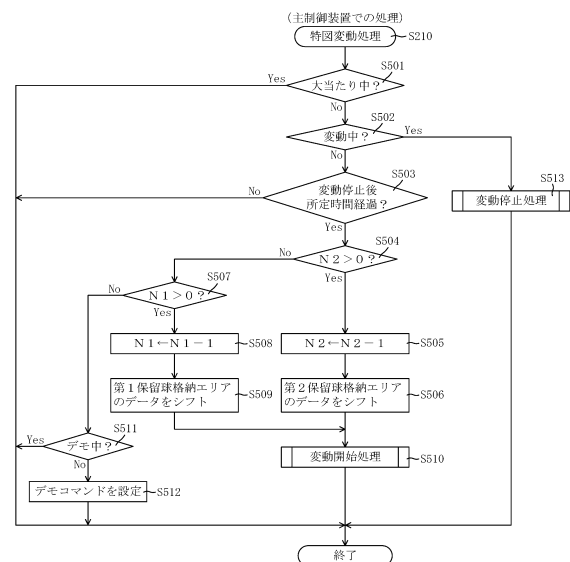 (主制御装置での処理)
特図変動処理
S210
S501
Yes
大当たり中？
No
S502
変動中？
Yes
No
S503
No
変動停止後
所定時間経過？
Yes
S513
変動停止処理
S504
No
N2＞0？
Yes
S507
No
N1＞0？
Yes
N1←N1－1
S508
N2←N2－1
S505
第1保留球格納エリア
のデータをシフト
S509
第2保留球格納エリア
のデータをシフト
S506
S511
Yes
デモ中？
No
変動開始処理
S510
デモコマンドを設定
S512
終了